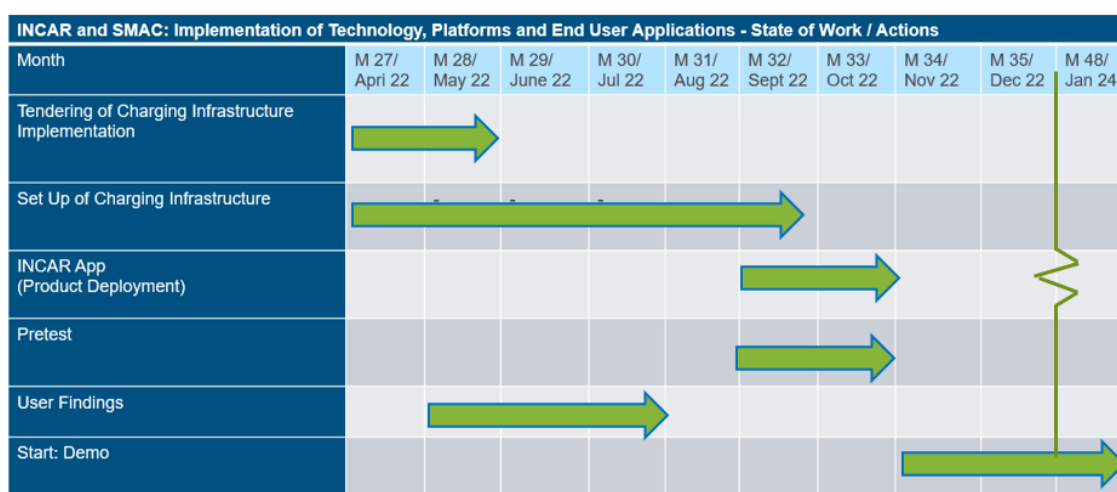 INCAR and SMAC: Implementation of Technology, Platforms and End User Applications - State of Work / Actions
Month
M 27/
Apri 22
M 28/
May 22
M 29/
June 22
M 30/
Jul 22
M 31/
Aug 22
M 32/
Sept 22
M 33/
Oct 22
M 34/
Nov 22
M 35/
Dec 22
M 48/
Jan 24
Tendering of Charging Infrastructure
Implementation
Set Up of Charging Infrastructure
INCAR App
(Product Deployment)
Pretest
User Findings
Start: Demo